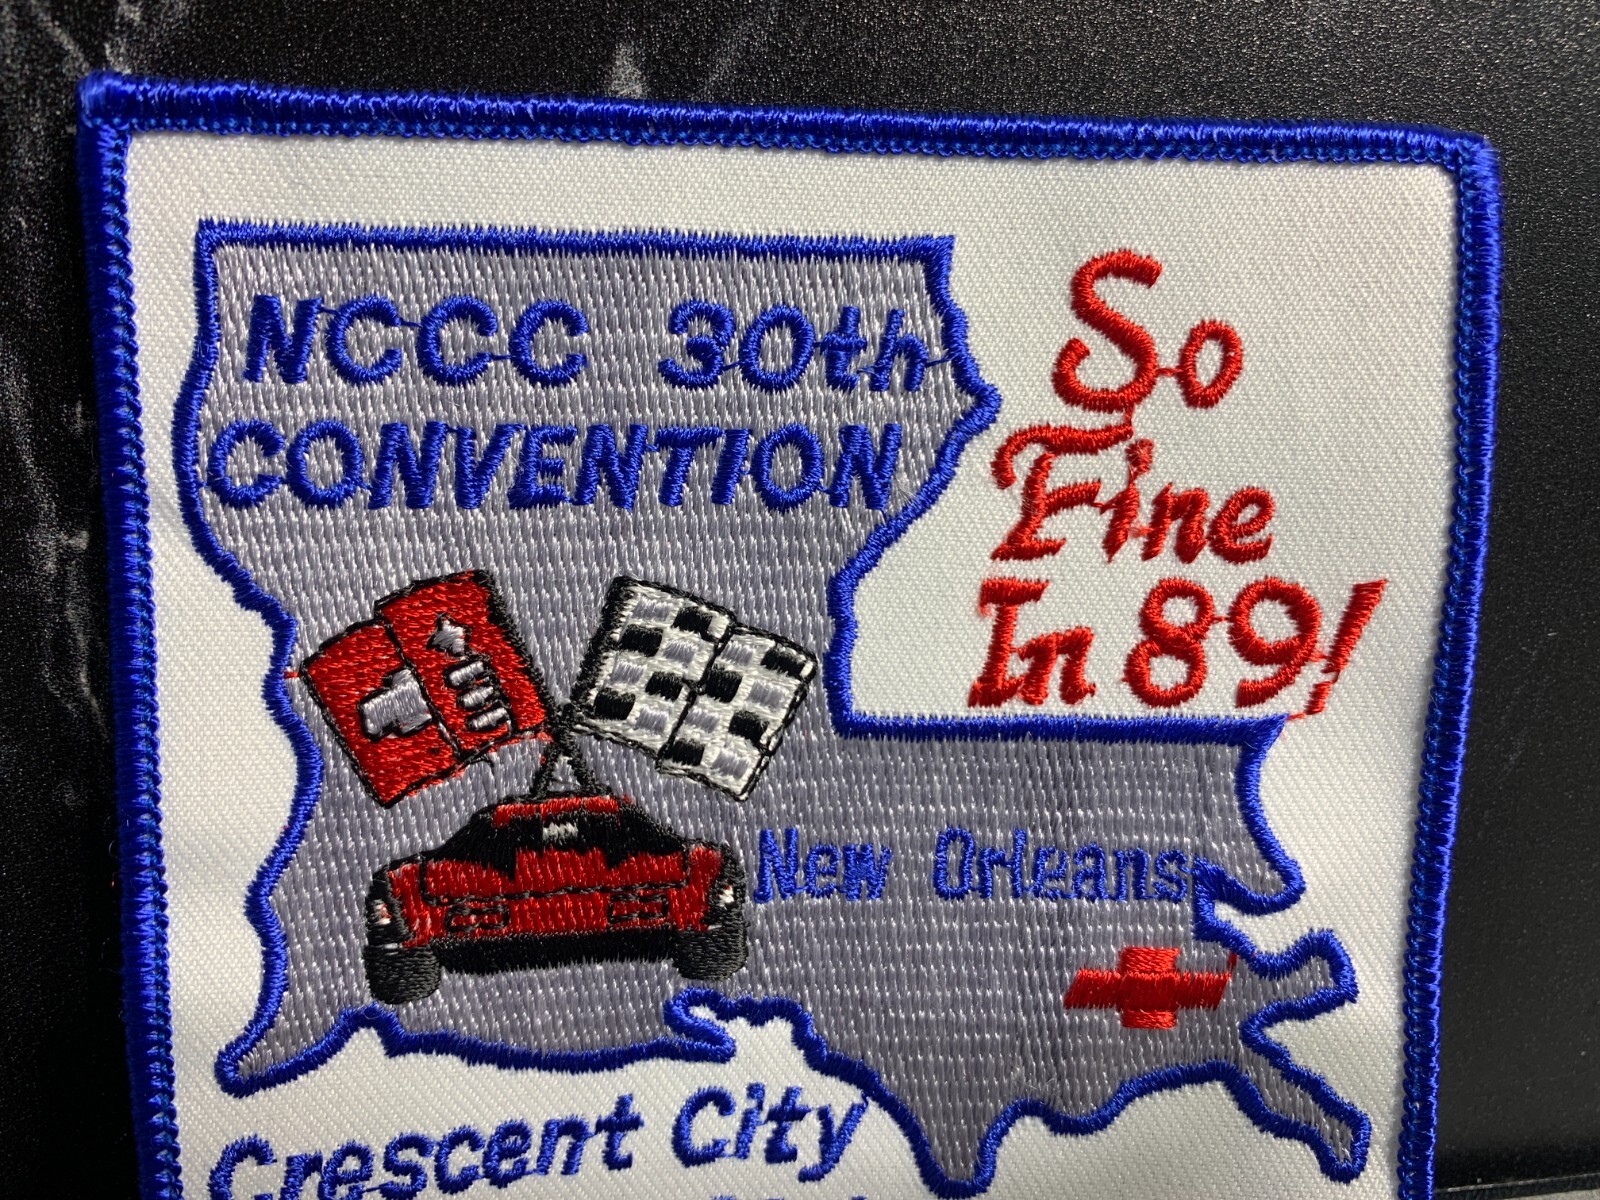 NCCC 30th
CONVENTION
So
Fine
In 89!
New Orleans
Crescent City